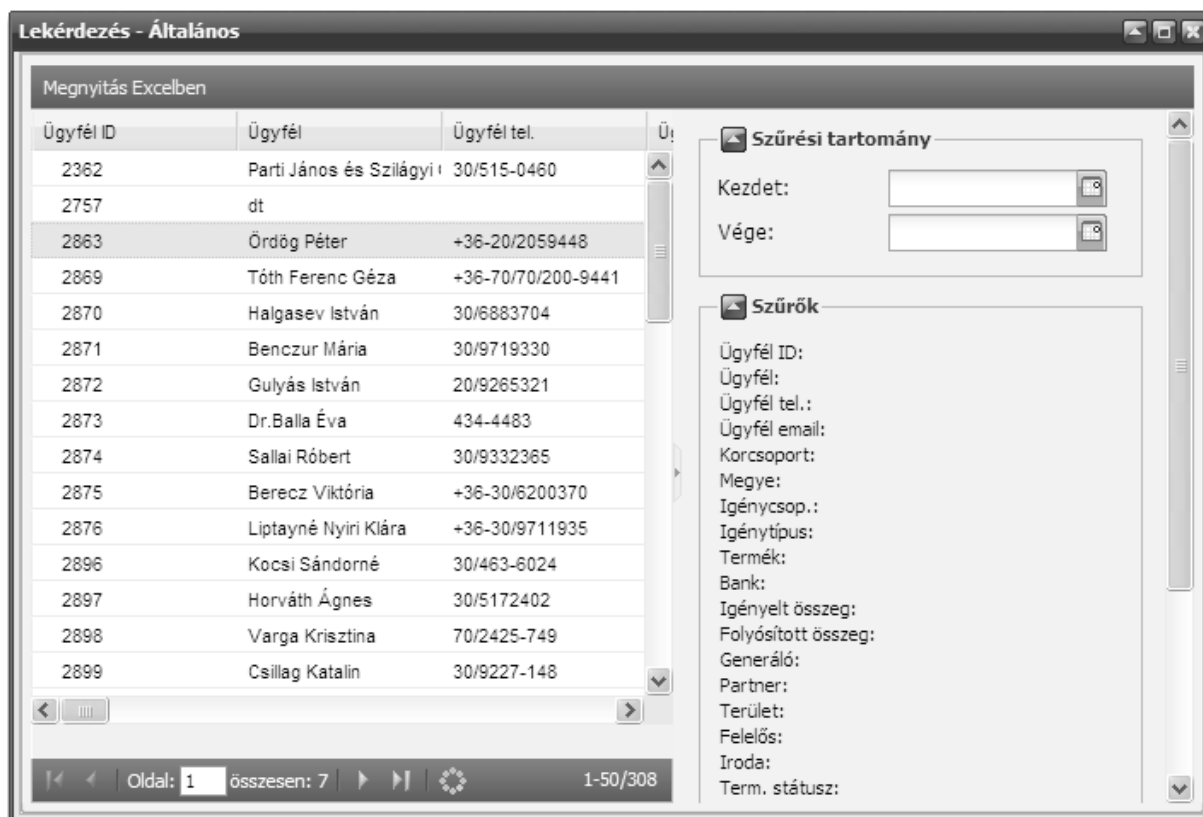 Lekérdezés - Általános
Megnyitás Excelben
Ügyfél ID Ügyfél Ügyfél tel.
2362 Parti János és Szilágyi 30/515-0460
2757 dt
2863 Ördög Péter +36-20/2059448
2869 Tóth Ferenc Géza +36-70/70/200-9441
2870 Halgasev István 30/6883704
2871 Benczur Mária 30/9719330
2872 Gulyás István 20/9265321
2873 Dr.Balla Éva 434-4483
2874 Sallai Róbert 30/9332365
2875 Berecz Viktória +36-30/6200370
2876 Liptayné Nyiri Klára +36-30/9711935
2896 Kocsi Sándorné 30/463-6024
2897 Horváth Ágnes 30/5172402
2898 Varga Krisztina 70/2425-749
2899 Csillag Katalin 30/9227-148
Oldal: 1 összesen: 7 1-50/308
Szűrési tartomány
Kezdet:
Vége:
Szűrők
Ügyfél ID:
Ügyfél:
Ügyfél tel.:
Ügyfél email:
Korcsoport:
Megye:
Igénycsop.:
Igénytípus:
Termék:
Bank:
Igényelt összeg:
Folyósított összeg:
Generáló:
Partner:
Terület:
Felelős:
Iroda:
Term. státusz: